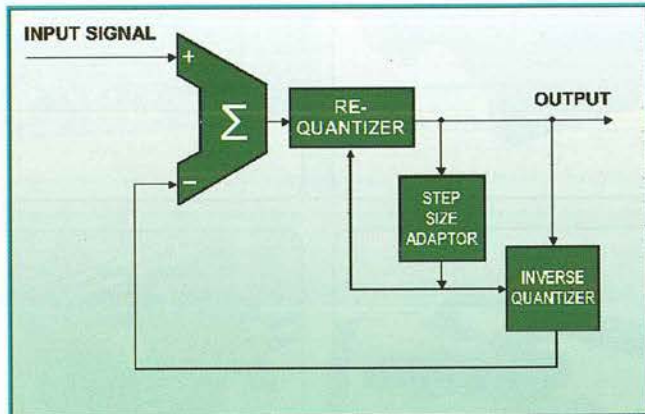 INPUT SIGNAL
+
Σ
−
RE-
QUANTIZER
OUTPUT
STEP
SIZE
ADAPTOR
INVERSE
QUANTIZER